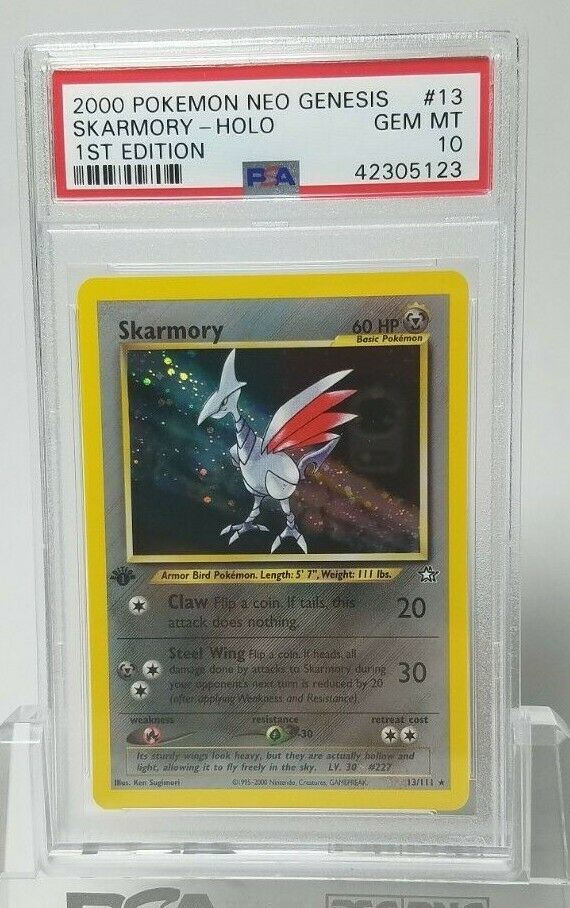 2000 POKEMON NEO GENESIS #13
SKARMORY - HOLO GEM MT
1ST EDITION 10
PSA 42305123
Skarmory 60 HP
Basic Pokémon
Armor Bird Pokémon. Length: 5' 7", Weight: 111 lbs.
Claw Flip a coin. If tails, this
attack does nothing. 20
Steel Wing Flip a coin. If heads, all
damage done by attacks to Skarmory during
your opponent's next turn is reduced by 20
(after applying Weakness and Resistance). 30
weakness resistance retreat cost
-30
Its sturdy wings look heavy, but they are actually hollow and
light, allowing it to fly freely in the sky. LV. 30 #227
Illus. Ken Sugimori ©1995-2000 Nintendo, Creatures, GAMEFREAK. 13/111 ★
PSA